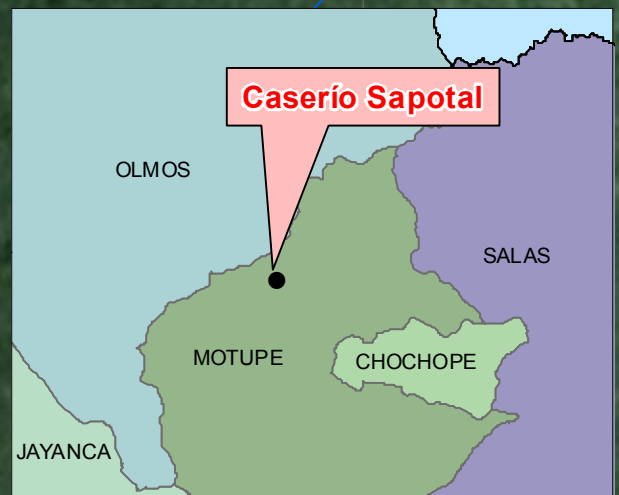 Caserío Sapotal
OLMOS
SALAS
MOTUPE
CHOCHOPE
JAYANCA